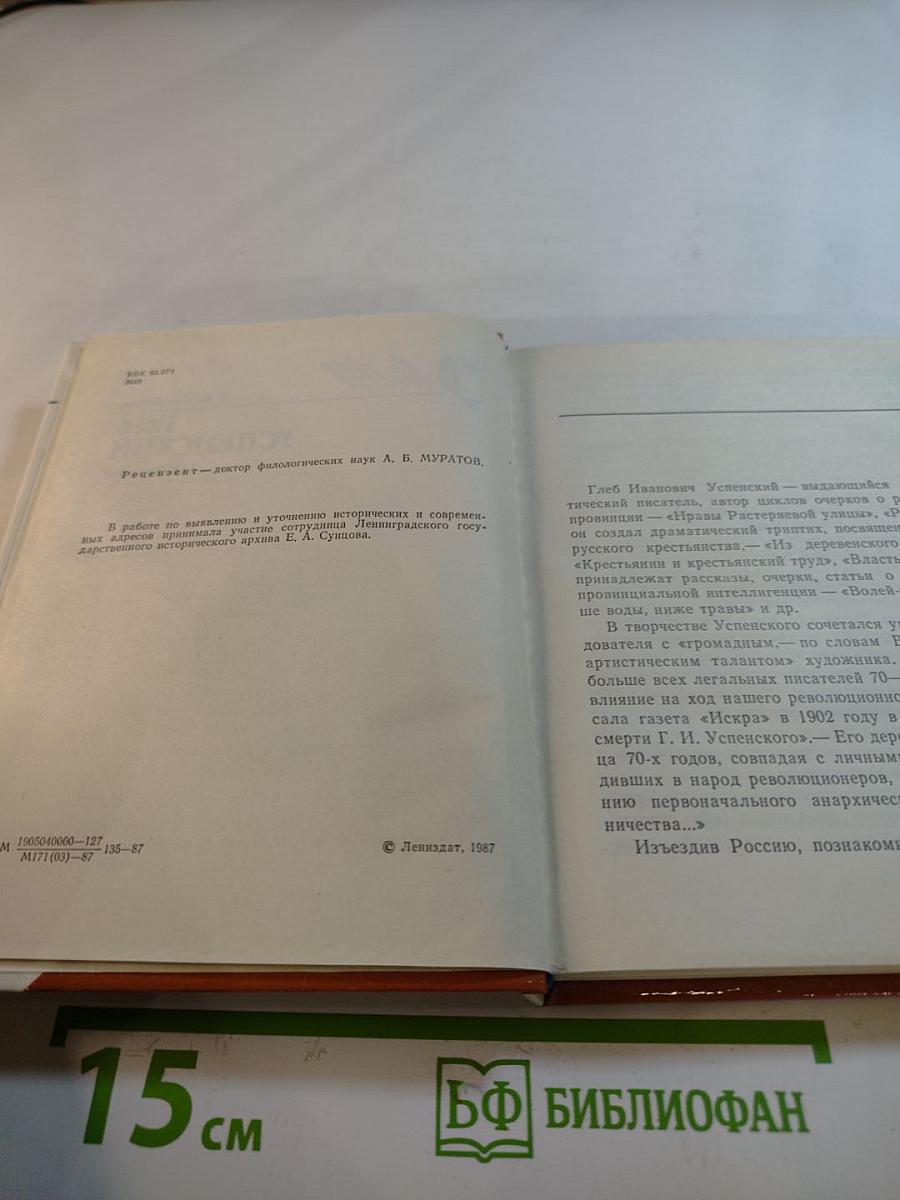 ББК 83.3Р1
М69
Рецензент — доктор филологических наук А. Б. МУРАТОВ.
В работе по выявлению и уточнению исторических и современ-
ных адресов принимала участие сотрудница Ленинградского госу-
дарственного исторического архива Е. А. Сунцова.
М 1905040000—127 135—87
М171(03)—87
© Лениздат, 1987
Глеб Иванович Успенский — выдающийся
тический писатель, автор циклов очерков о
провинции — «Нравы Растеряевой улицы»,
он создал драматический триптих, посвящен
русского крестьянства,— «Из деревенского
«Крестьянин и крестьянский труд», «Власть
принадлежат рассказы, очерки, статьи о
провинциальной интеллигенции — «Волей-
ше воды, ниже травы» и др.
В творчестве Успенского сочетался
дователя с «громадным,— по словам
артистическим талантом» художника.
больше всех легальных писателей 70—
влияние на ход нашего революционно
сала газета «Искра» в 1902 году в
смерти Г. И. Успенского».— Его дере
ца 70-х годов, совпадая с личными
дивших в народ революционеров,
нию первоначального анархичес
ничества...»
Изъездив Россию, познакоми
15 см
БФ БИБЛИОФАН